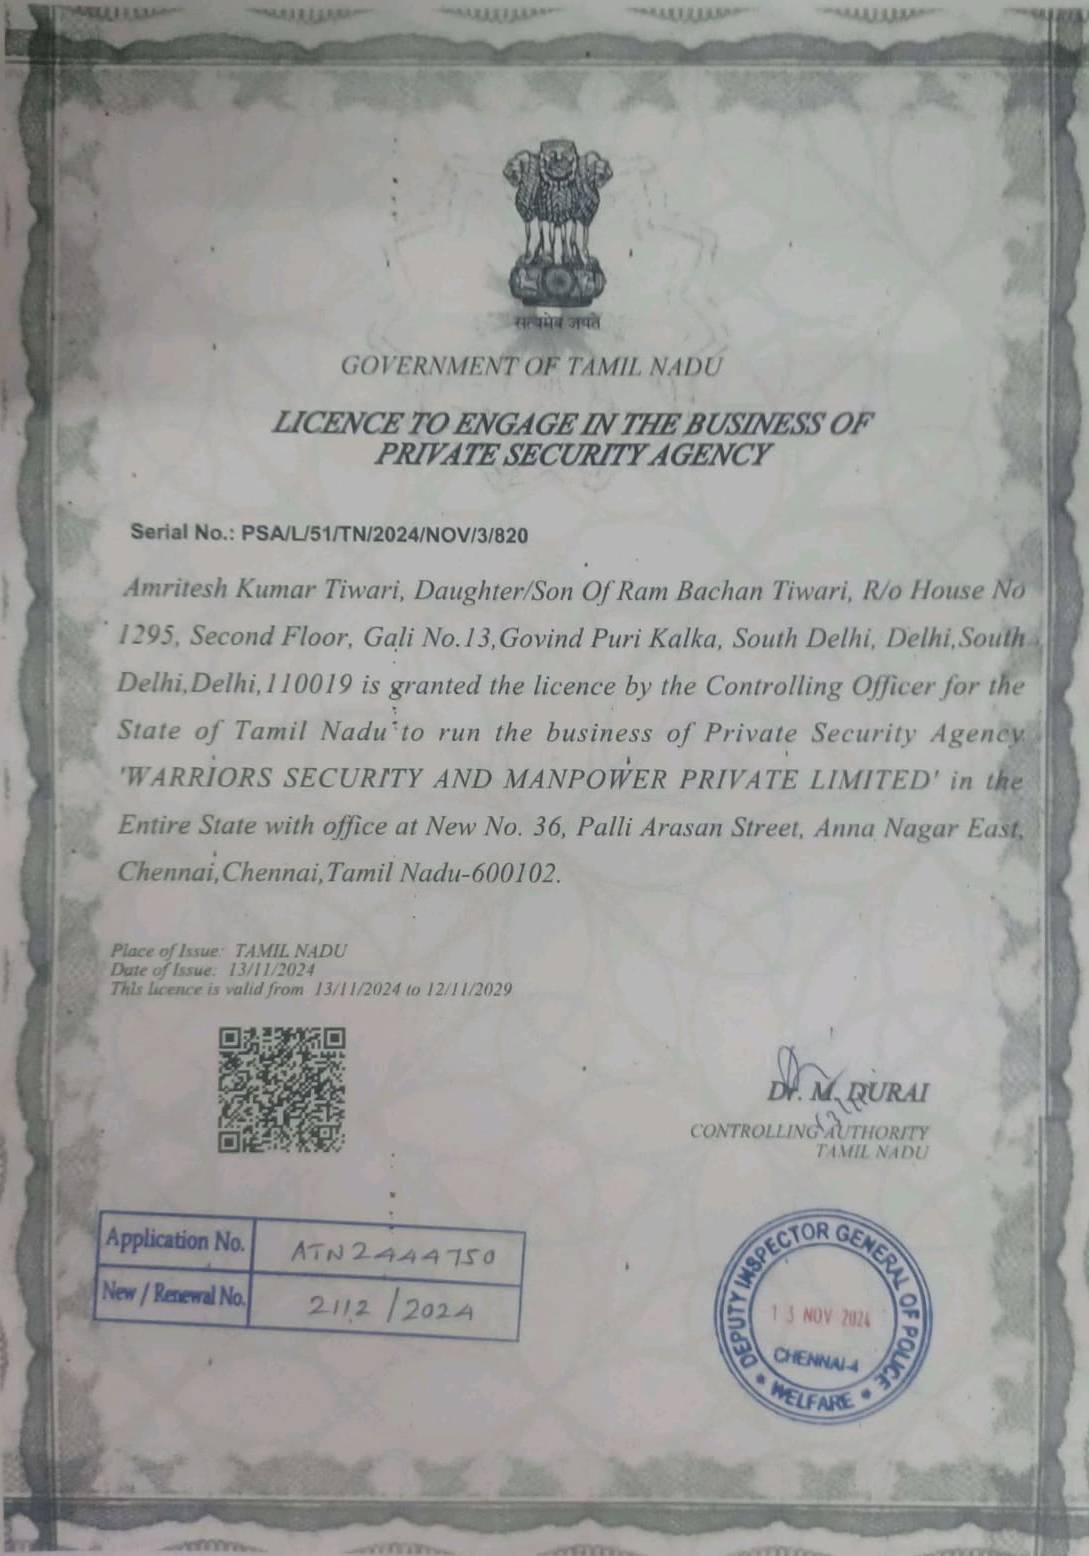 सत्यमेव जयते
GOVERNMENT OF TAMIL NADU
LICENCE TO ENGAGE IN THE BUSINESS OF
PRIVATE SECURITY AGENCY
Serial No.: PSA/L/51/TN/2024/NOV/3/820
Amritesh Kumar Tiwari, Daughter/Son Of Ram Bachan Tiwari, R/o House No
1295, Second Floor, Gali No.13,Govind Puri Kalka, South Delhi, Delhi,South
Delhi,Delhi,110019 is granted the licence by the Controlling Officer for the
State of Tamil Nadu to run the business of Private Security Agency
'WARRIORS SECURITY AND MANPOWER PRIVATE LIMITED' in the
Entire State with office at New No. 36, Palli Arasan Street, Anna Nagar East,
Chennai,Chennai,Tamil Nadu-600102.
Place of Issue: TAMIL NADU
Date of Issue: 13/11/2024
This licence is valid from 13/11/2024 to 12/11/2029
Dr. M. DURAI
CONTROLLING AUTHORITY
TAMIL NADU
Application No. ATN2444750
New / Renewal No. 2112/2024
DEPUTY INSPECTOR GENERAL OF POLICE
13 NOV 2024
CHENNAI-4
* WELFARE *